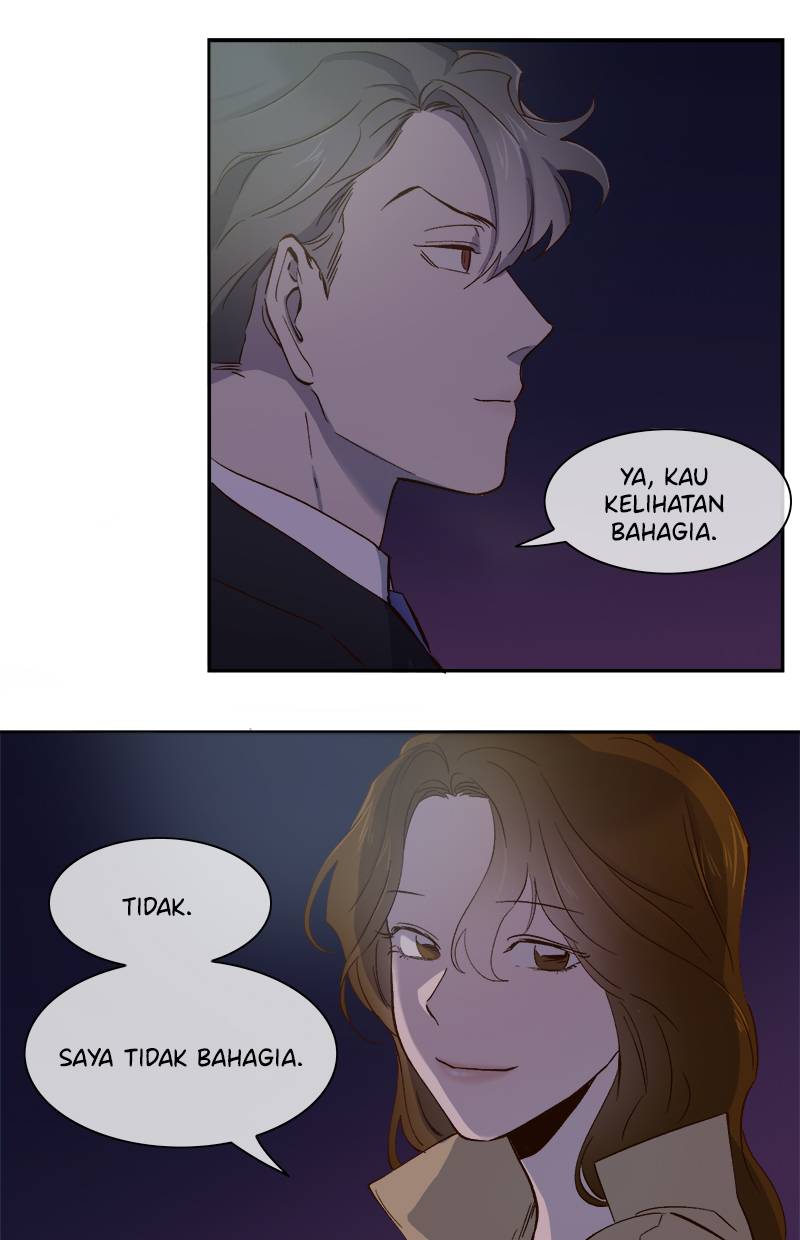 YA, KAU
KELIHATAN
BAHAGIA.
TIDAK.
SAYA TIDAK BAHAGIA.